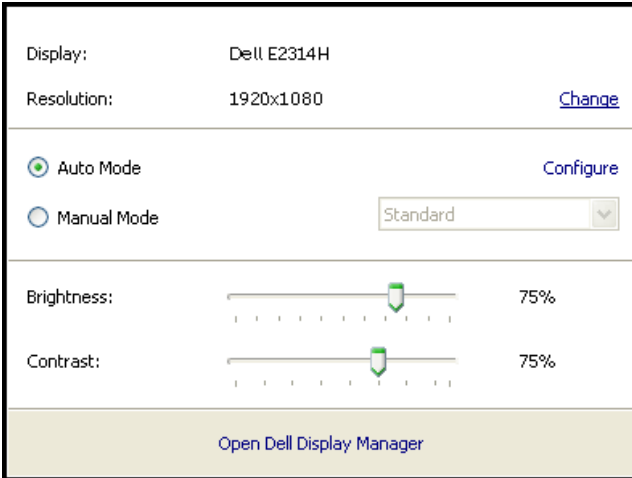 Display: Dell E2314H
Resolution: 1920x1080 Change
Auto Mode Configure
Manual Mode Standard
Brightness: 75%
Contrast: 75%
Open Dell Display Manager